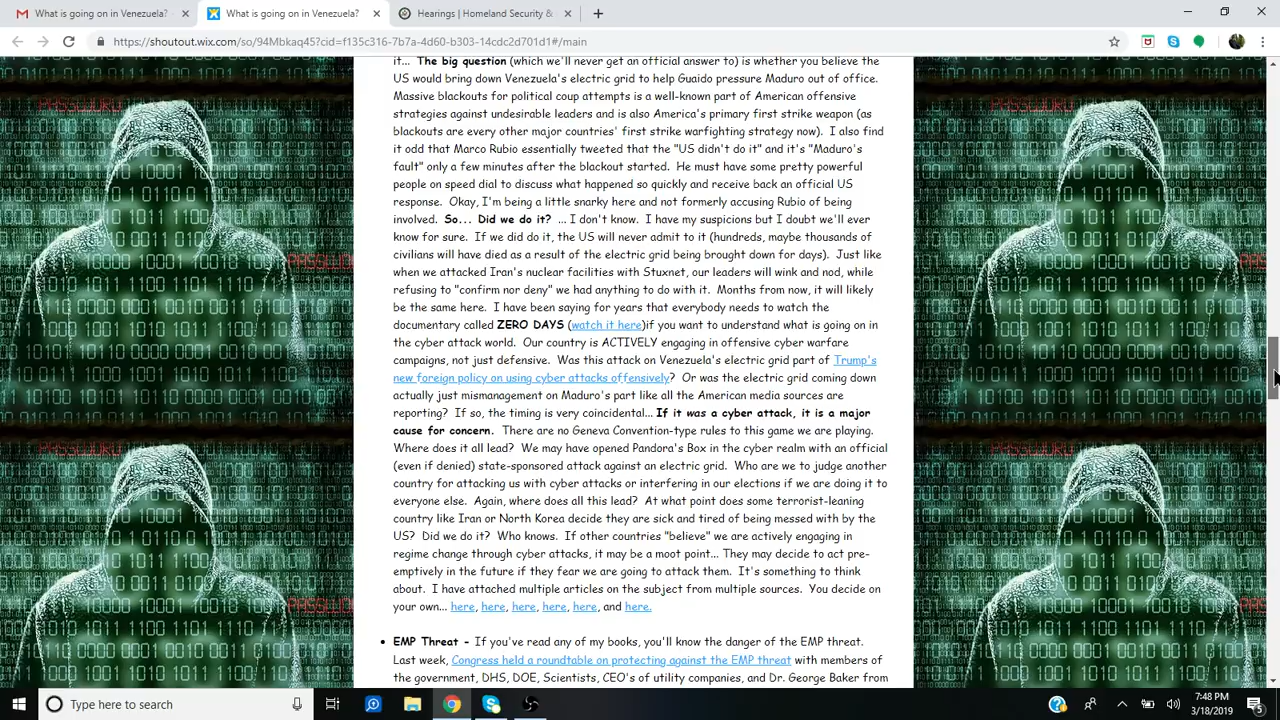 What is going on in Venezuela?
What is going on in Venezuela?
Hearings | Homeland Security &
https://shoutout.wix.com/so/94Mbkaq45?cid=f135c316-7b7a-4d60-b303-14cdc2d701d1#/main
it... The big question (which we'll never get an official answer to) is whether you believe the
US would bring down Venezuela's electric grid to help Guaido pressure Maduro out of office.
Massive blackouts for political coup attempts is a well-known part of American offensive
strategies against undesirable leaders and is also America's primary first strike weapon (as
blackouts are every other major countries' first strike warfighting strategy now). I also find
it odd that Marco Rubio essentially tweeted that the "US didn't do it" and it's "Maduro's
fault" only a few minutes after the blackout started. He must have some pretty powerful
people on speed dial to discuss what happened so quickly and receive back an official US
response. Okay, I'm being a little snarky here and not formerly accusing Rubio of being
involved. So... Did we do it? ... I don't know. I have my suspicions but I doubt we'll ever
know for sure. If we did do it, the US will never admit to it (hundreds, maybe thousands of
civilians will have died as a result of the electric grid being brought down for days). Just like
when we attacked Iran's nuclear facilities with Stuxnet, our leaders will wink and nod, while
refusing to "confirm nor deny" we had anything to do with it. Months from now, it will likely
be the same here. I have been saying for years that everybody needs to watch the
documentary called ZERO DAYS (watch it here)if you want to understand what is going on in
the cyber attack world. Our country is ACTIVELY engaging in offensive cyber warfare
campaigns, not just defensive. Was this attack on Venezuela's electric grid part of Trump's
new foreign policy on using cyber attacks offensively? Or was the electric grid coming down
actually just mismanagement on Maduro's part like all the American media sources are
reporting? If so, the timing is very coincidental... If it was a cyber attack, it is a major
cause for concern. There are no Geneva Convention-type rules to this game we are playing.
Where does it all lead? We may have opened Pandora's Box in the cyber realm with an official
(even if denied) state-sponsored attack against an electric grid. Who are we to judge another
country for attacking us with cyber attacks or interfering in our elections if we are doing it to
everyone else. Again, where does all this lead? At what point does some terrorist-leaning
country like Iran or North Korea decide they are sick and tired of being messed with by the
US? Did we do it? Who knows. If other countries "believe" we are actively engaging in
regime change through cyber attacks, it may be a moot point... They may decide to act pre-
emptively in the future if they fear we are going to attack them. It's something to think
about. I have attached multiple articles on the subject from multiple sources. You decide on
your own... here, here, here, here, here, and here.
• EMP Threat - If you've read any of my books, you'll know the danger of the EMP threat.
Last week, Congress held a roundtable on protecting against the EMP threat with members of
the government, DHS, DOE, Scientists, CEO's of utility companies, and Dr. George Baker from
Type here to search
7:48 PM
3/18/2019